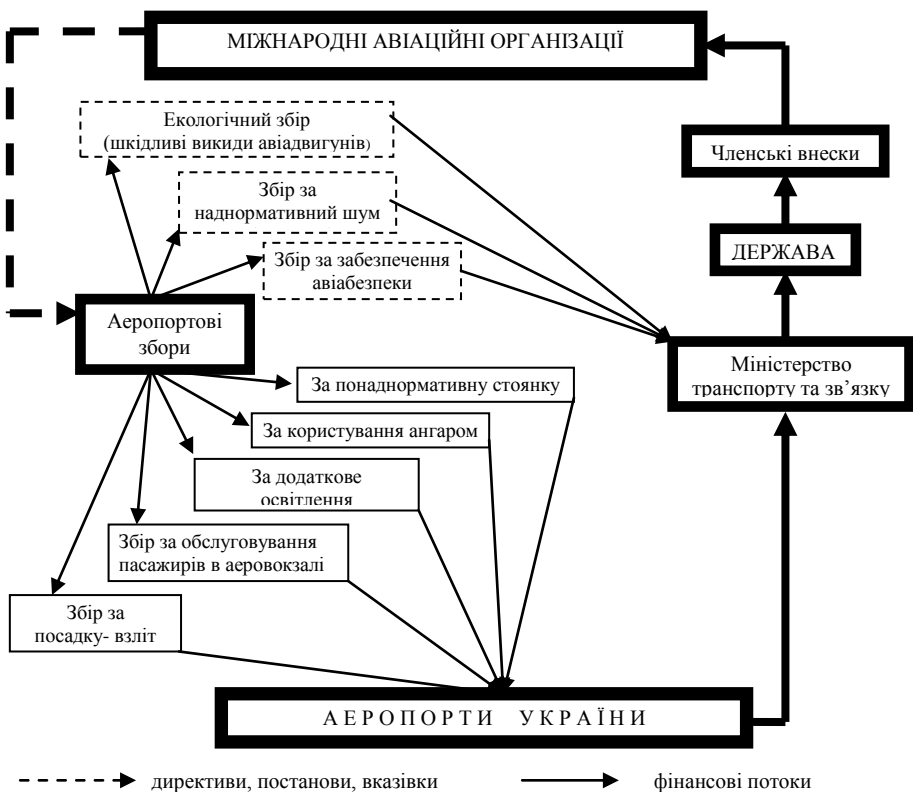 МІЖНАРОДНІ АВІАЦІЙНІ ОРГАНІЗАЦІЇ
Екологічний збір
(шкідливі викиди авіадвигунів)
Членські внески
Збір за
наднормативний шум
ДЕРЖАВА
Збір за забезпечення
авіабезпеки
Аеропортові
збори
Міністерство
транспорту та зв’язку
За понаднормативну стоянку
За користування ангаром
За додаткове
освітлення
Збір за обслуговування
пасажирів в аеровокзалі
Збір за
посадку- взліт
АЕРОПОРТИ УКРАЇНИ
директиви, постанови, вказівки
фінансові потоки